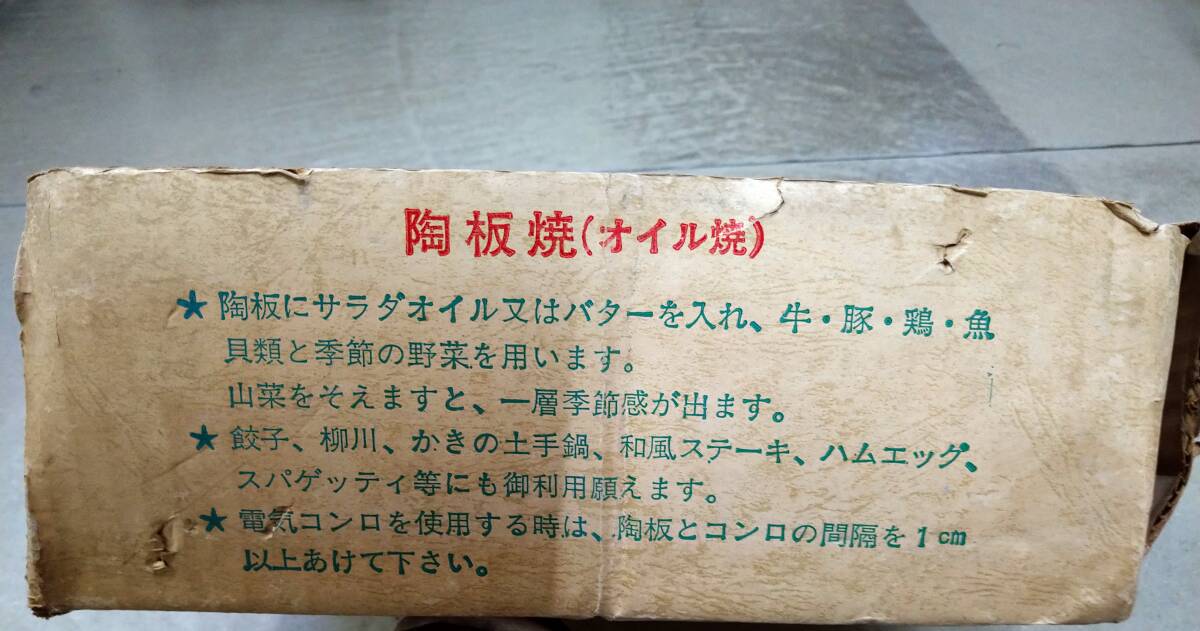 陶板焼(オイル焼)
★ 陶板にサラダオイル又はバターを入れ、牛・豚・鶏・魚
貝類と季節の野菜を用います。
山菜をそえますと、一層季節感が出ます。
★ 餃子、柳川、かきの土手鍋、和風ステーキ、ハムエッグ、
スパゲッティ等にも御利用願えます。
★ 電気コンロを使用する時は、陶板とコンロの間隔を1cm
以上あけて下さい。